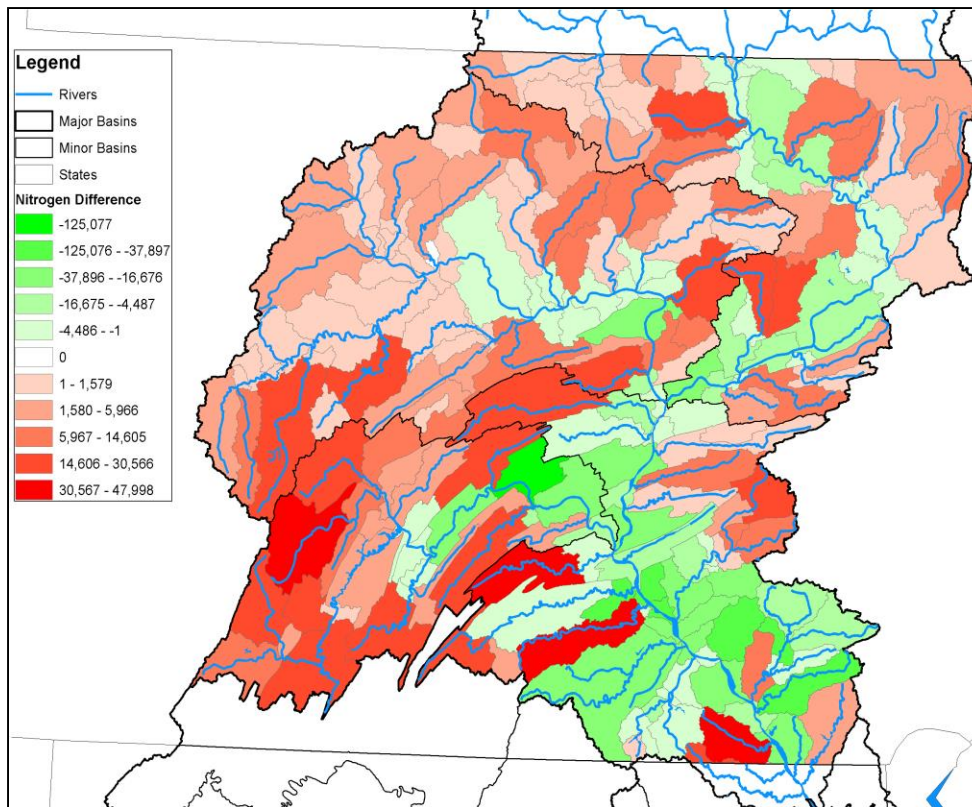 Legend
Rivers
Major Basins
Minor Basins
States
Nitrogen Difference
-125,077
-125,076 - -37,897
-37,896 - -16,676
-16,675 - -4,487
-4,486 - -1
0
1 - 1,579
1,580 - 5,966
5,967 - 14,605
14,606 - 30,566
30,567 - 47,998